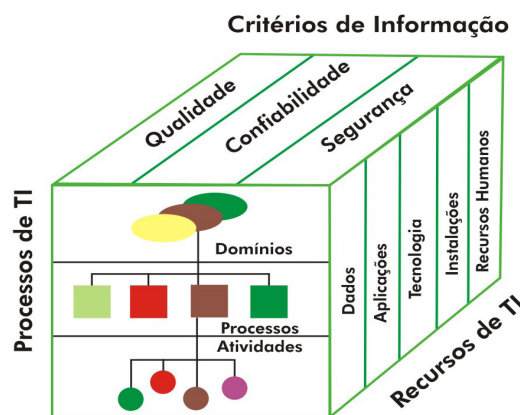 Critérios de Informação
Qualidade
Confiabilidade
Segurança
Processos de TI
Domínios
Processos
Atividades
Dados
Aplicações
Tecnologia
Instalações
Recursos Humanos
Recursos de TI